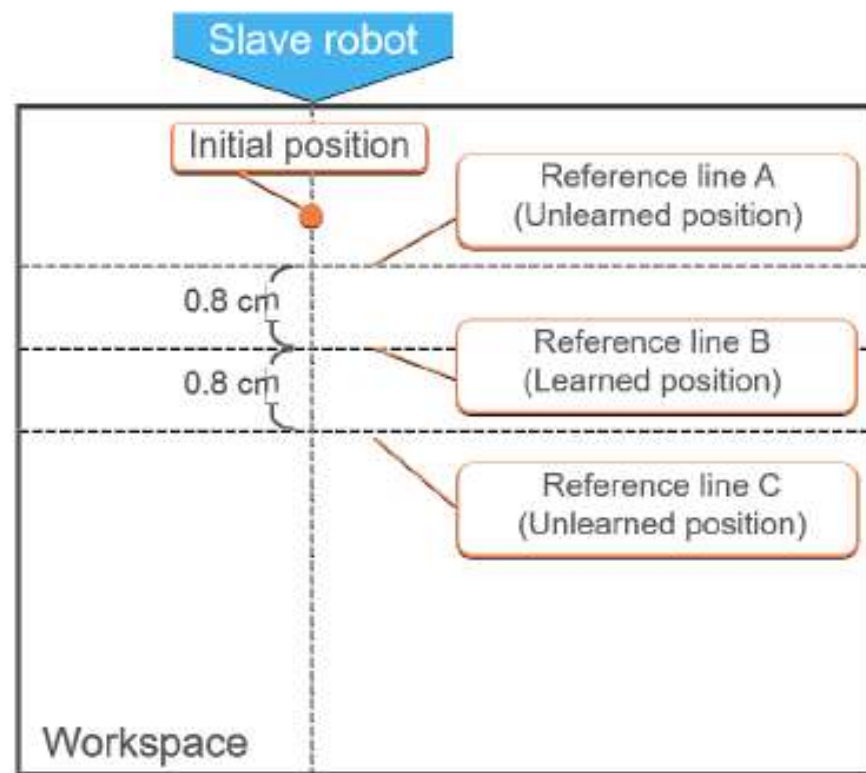 Slave robot
Initial position
Reference line A
(Unlearned position)
0.8 cm
Reference line B
(Learned position)
0.8 cm
Reference line C
(Unlearned position)
Workspace